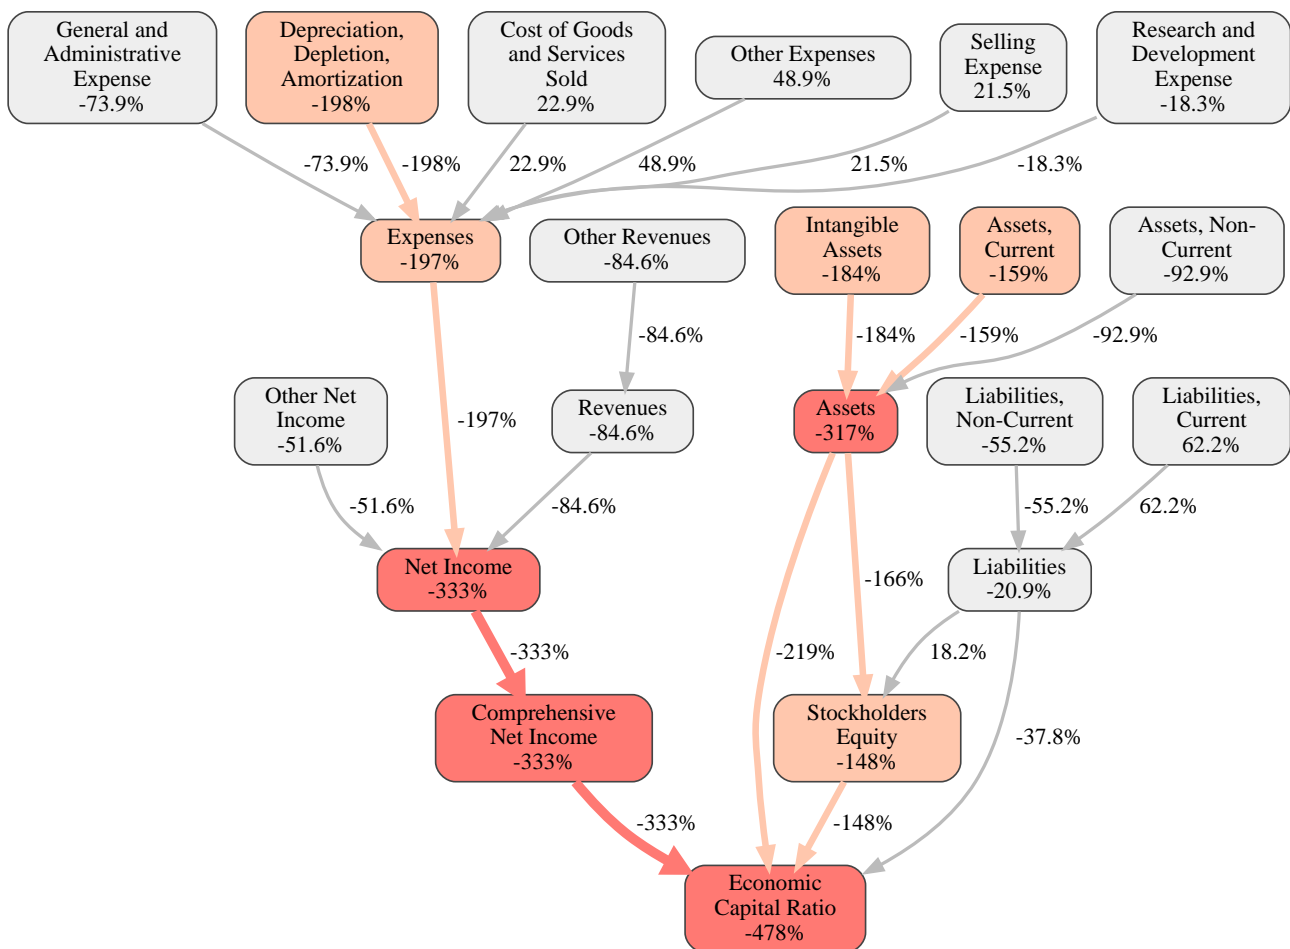 General and
Administrative
Expense
-73.9%
Depreciation,
Depletion,
Amortization
-198%
Cost of Goods
and Services
Sold
22.9%
Other Expenses
48.9%
Selling
Expense
21.5%
Research and
Development
Expense
-18.3%
-73.9%
-198%
22.9%
48.9%
21.5%
-18.3%
Expenses
-197%
Other Revenues
-84.6%
Intangible
Assets
-184%
Assets,
Current
-159%
Assets, Non-
Current
-92.9%
-84.6%
-184%
-159%
-92.9%
Other Net
Income
-51.6%
-197%
Revenues
-84.6%
Assets
-317%
Liabilities,
Non-Current
-55.2%
Liabilities,
Current
62.2%
-51.6%
-84.6%
-55.2%
62.2%
Net Income
-333%
-166%
Liabilities
-20.9%
-333%
-219%
18.2%
Comprehensive
Net Income
-333%
Stockholders
Equity
-148%
-37.8%
-333%
-148%
Economic
Capital Ratio
-478%